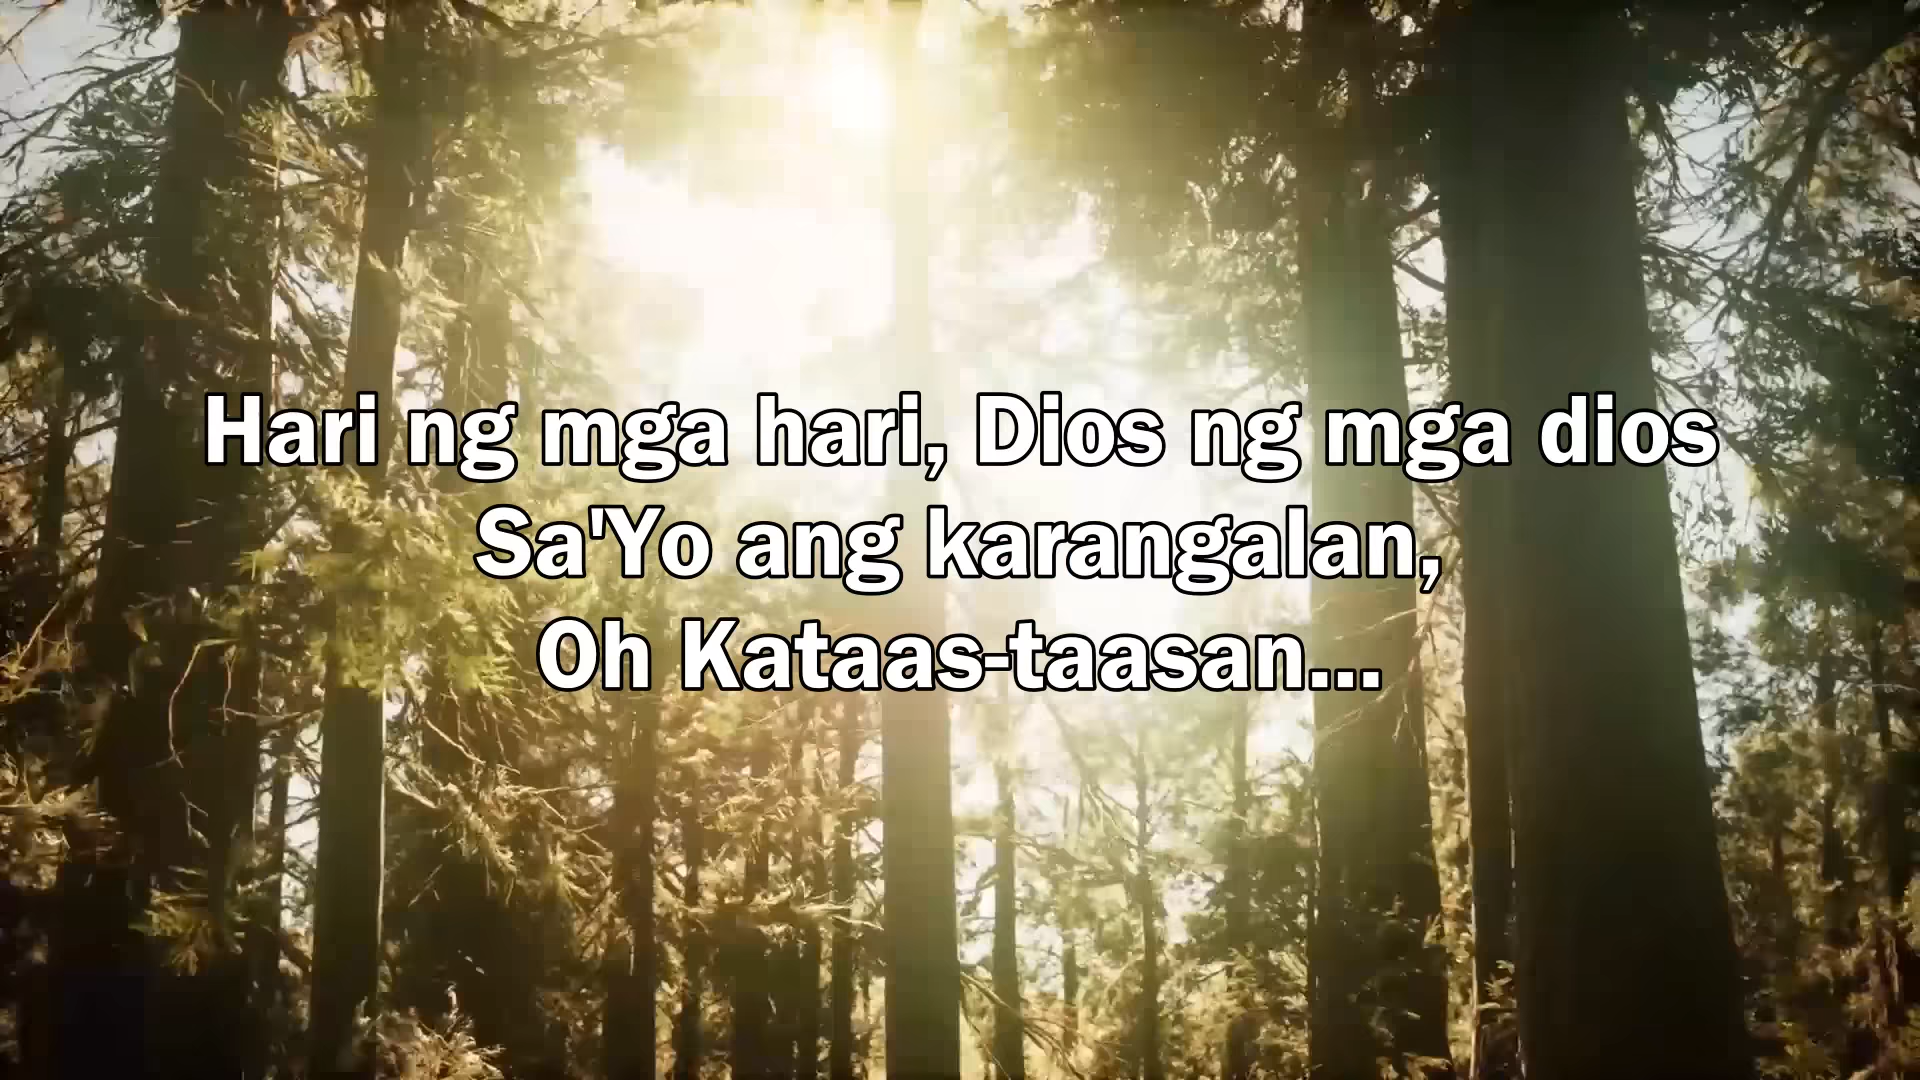 Hari ng mga hari, Dios ng mga dios
Sa'Yo ang karangalan,
Oh Kataas-taasan...